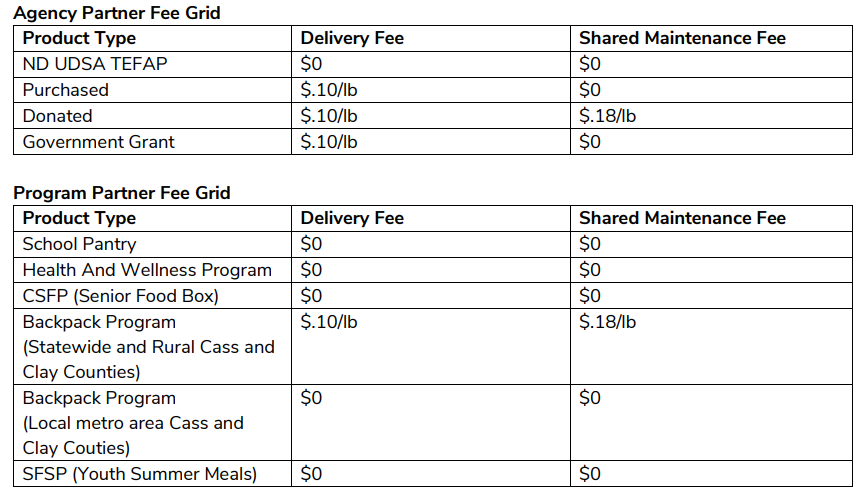 Agency Partner Fee Grid
Product Type Delivery Fee Shared Maintenance Fee
ND UDSA TEFAP $0 $0
Purchased $.10/lb $0
Donated $.10/lb $.18/lb
Government Grant $.10/lb $0
Program Partner Fee Grid
Product Type Delivery Fee Shared Maintenance Fee
School Pantry $0 $0
Health And Wellness Program $0 $0
CSFP (Senior Food Box) $0 $0
Backpack Program $.10/lb $.18/lb
(Statewide and Rural Cass and
Clay Counties)
Backpack Program $0 $0
(Local metro area Cass and
Clay Couties)
SFSP (Youth Summer Meals) $0 $0